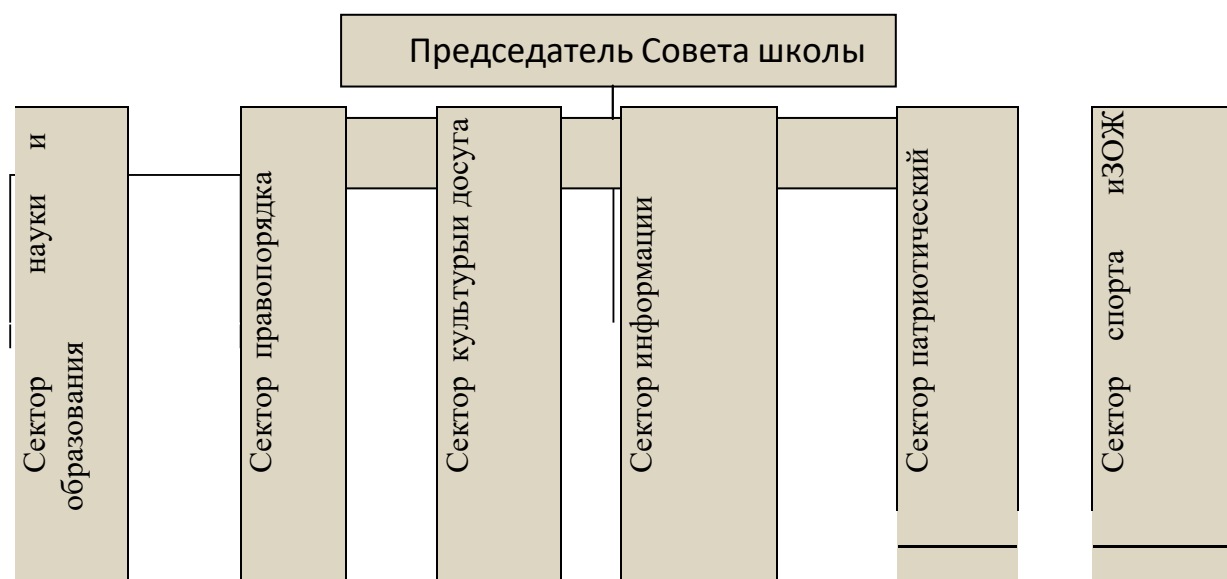 Председатель Совета школы
Сектор науки и
образования
Сектор правопорядка
Сектор культурыи досуга
Сектор информации
Сектор патриотический
Сектор спорта иЗОЖ